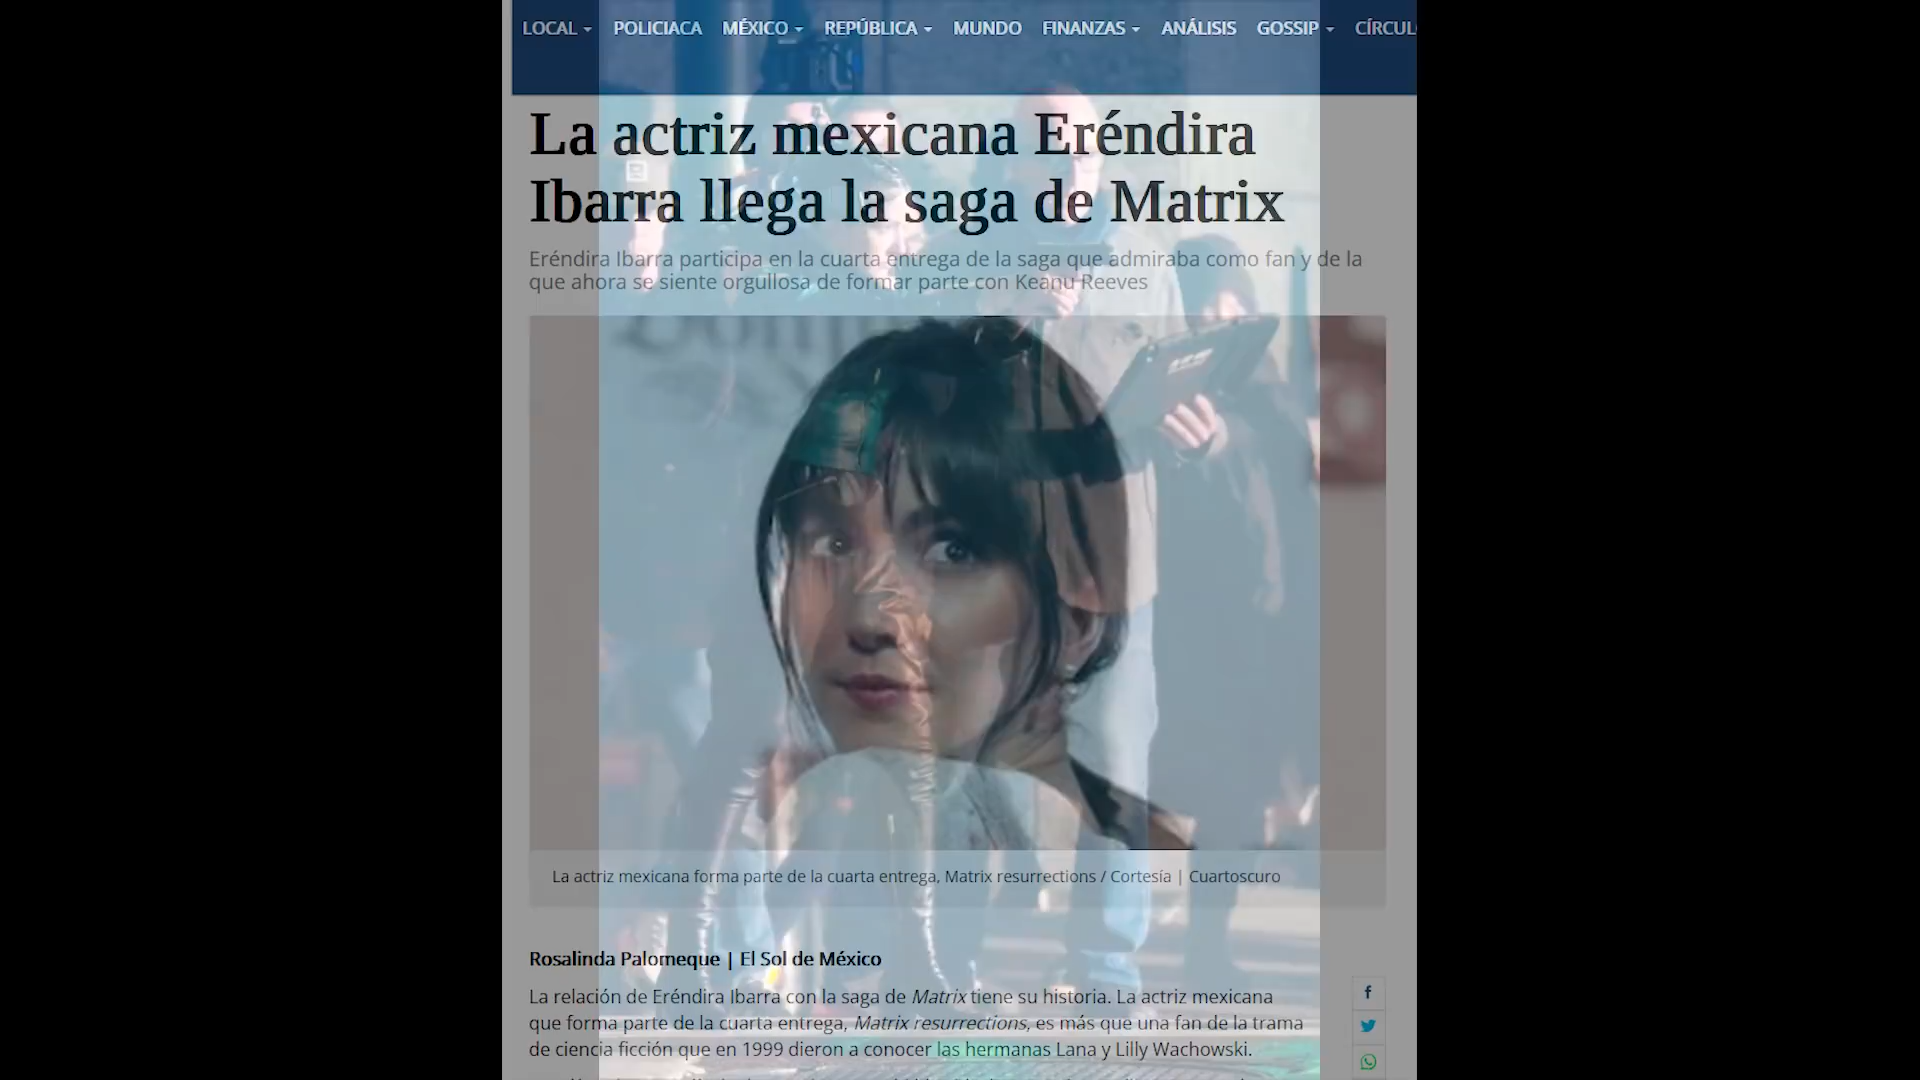 LOCAL POLICIACA MÉXICO REPÚBLICA MUNDO FINANZAS ANÁLISIS GOSSIP CÍRCUL
La actriz mexicana Eréndira
Ibarra llega la saga de Matrix
Eréndira Ibarra participa en la cuarta entrega de la saga que admiraba como fan y de la
que ahora se siente orgullosa de formar parte con Keanu Reeves
La actriz mexicana forma parte de la cuarta entrega, Matrix resurrections / Cortesía | Cuartoscuro
Rosalinda Palomeque | El Sol de México
La relación de Eréndira Ibarra con la saga de Matrix tiene su historia. La actriz mexicana
que forma parte de la cuarta entrega, Matrix resurrections, es más que una fan de la trama
de ciencia ficción que en 1999 dieron a conocer las hermanas Lana y Lilly Wachowski.